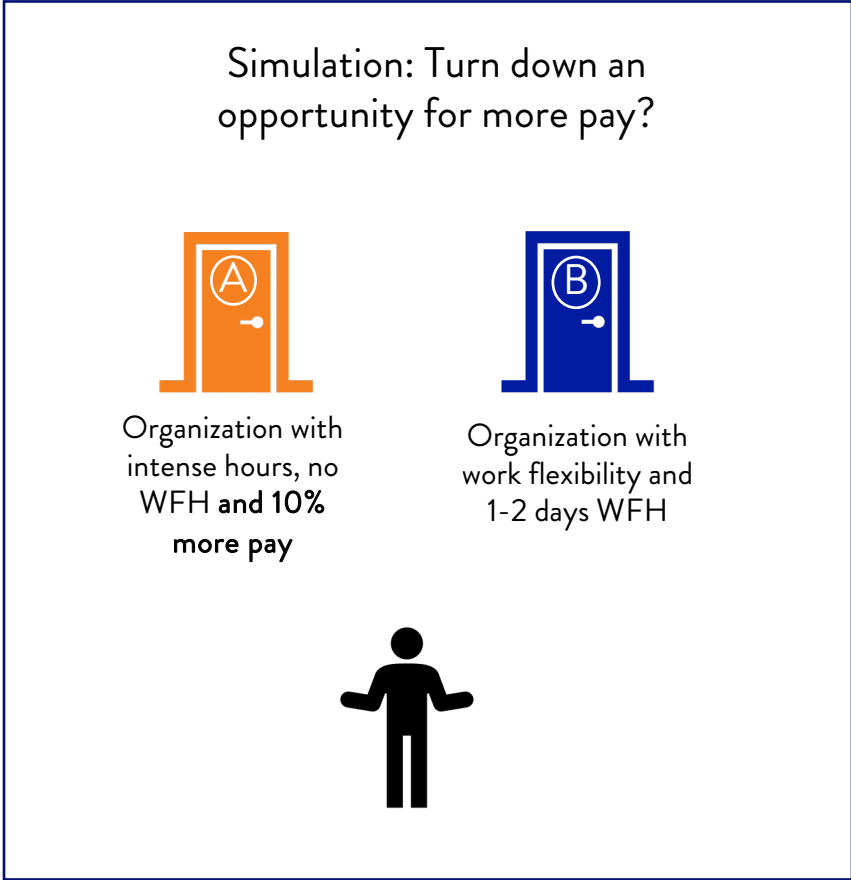 Simulation: Turn down an
opportunity for more pay?
A
B
Organization with
intense hours, no
WFH and 10%
more pay
Organization with
work flexibility and
1-2 days WFH